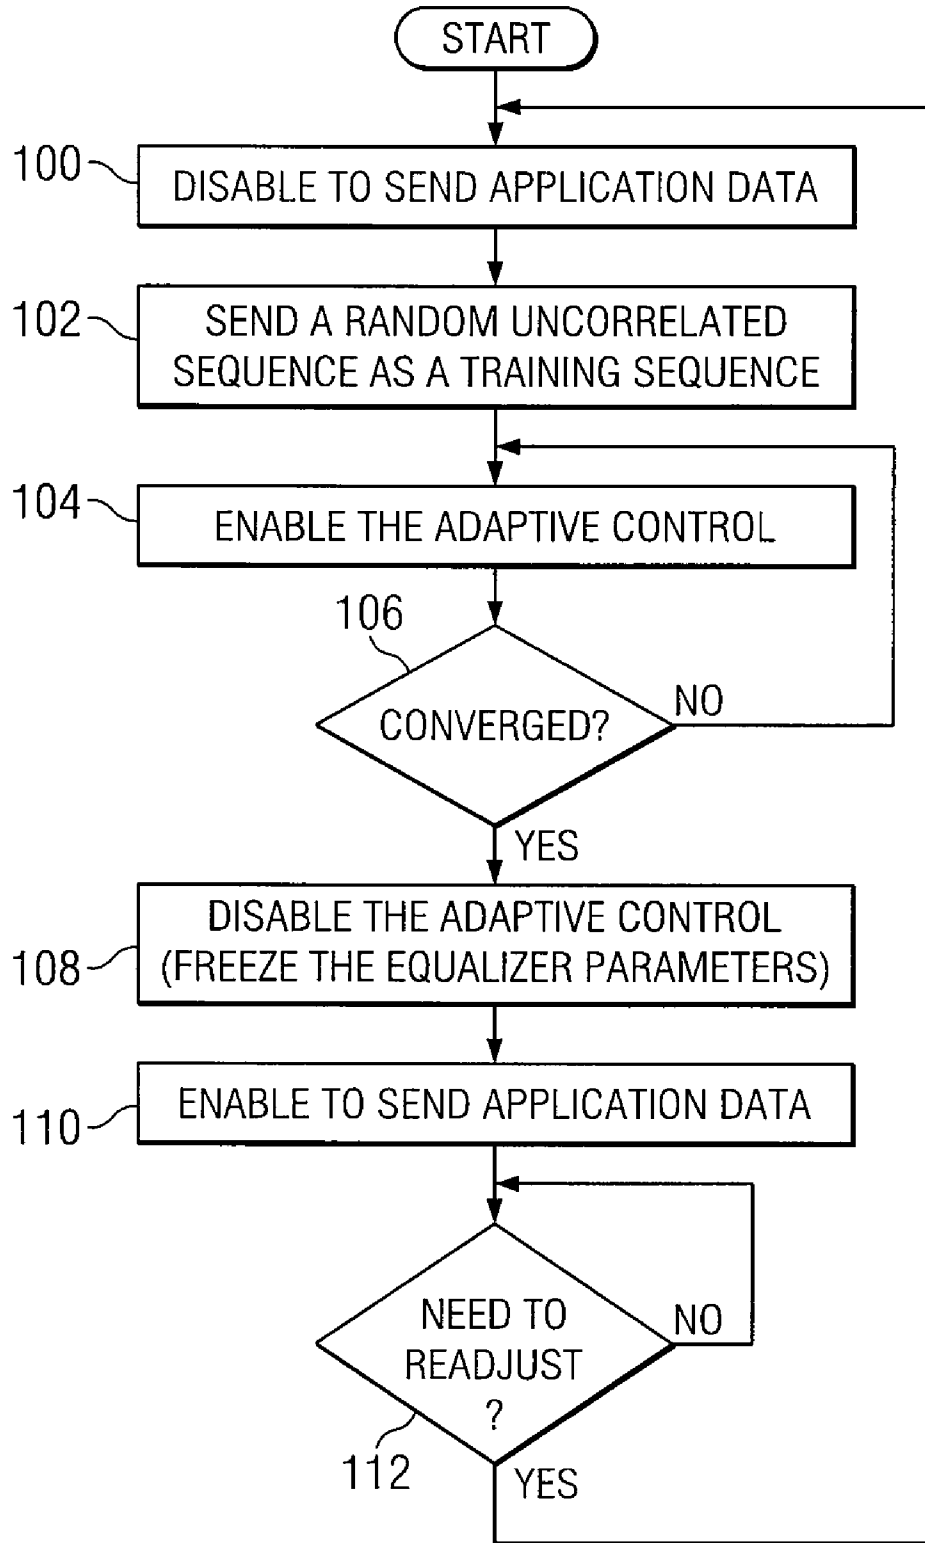 START
100
DISABLE TO SEND APPLICATION DATA
102
SEND A RANDOM UNCORRELATED
SEQUENCE AS A TRAINING SEQUENCE
104
ENABLE THE ADAPTIVE CONTROL
106
CONVERGED?
NO
YES
108
DISABLE THE ADAPTIVE CONTROL
(FREEZE THE EQUALIZER PARAMETERS)
110
ENABLE TO SEND APPLICATION DATA
NEED TO
READJUST
?
NO
112
YES